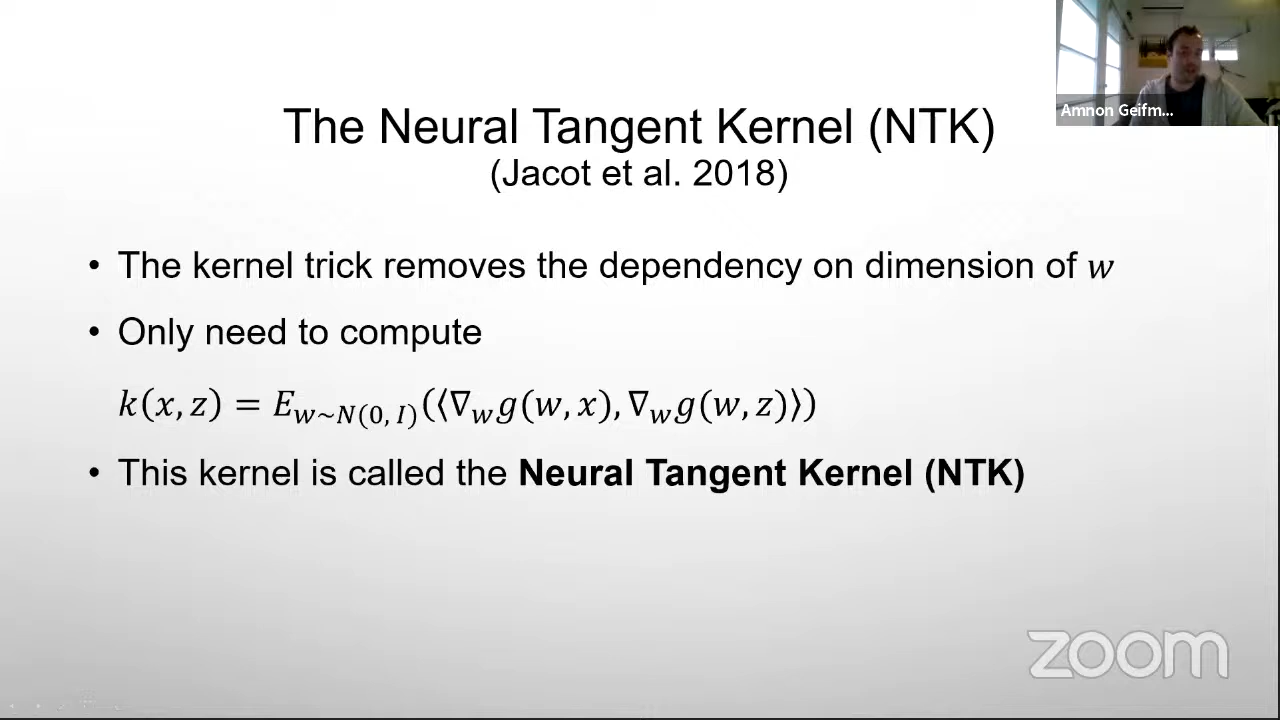 Amnon Geifm...
The Neural Tangent Kernel (NTK)
(Jacot et al. 2018)
• The kernel trick removes the dependency on dimension of w
• Only need to compute
k(x, z) = E_{w~N(0, I)}(⟨∇_w g(w, x), ∇_w g(w, z)⟩)
• This kernel is called the Neural Tangent Kernel (NTK)
zoom